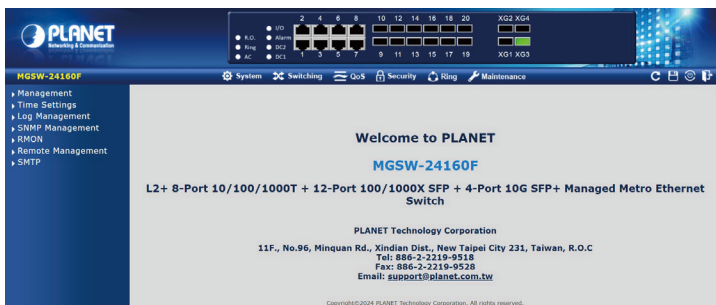 PLANET
Networking & Communication
R.O.
Ring
AC
I/O
Alarm
DC2
DC1
2 4 6 8 10 12 14 16 18 20 XG2 XG4
1 3 5 7 9 11 13 15 17 19 XG1 XG3
MGSW-24160F
System Switching QoS Security Ring Maintenance
Management
Time Settings
Log Management
SNMP Management
RMON
Remote Management
SMTP
Welcome to PLANET
MGSW-24160F
L2+ 8-Port 10/100/1000T + 12-Port 100/1000X SFP + 4-Port 10G SFP+ Managed Metro Ethernet
Switch
PLANET Technology Corporation
11F., No.96, Minquan Rd., Xindian Dist., New Taipei City 231, Taiwan, R.O.C
Tel: 886-2-2219-9518
Fax: 886-2-2219-9528
Email: support@planet.com.tw
Copyright©2024 PLANET Technology Corporation. All rights reserved.